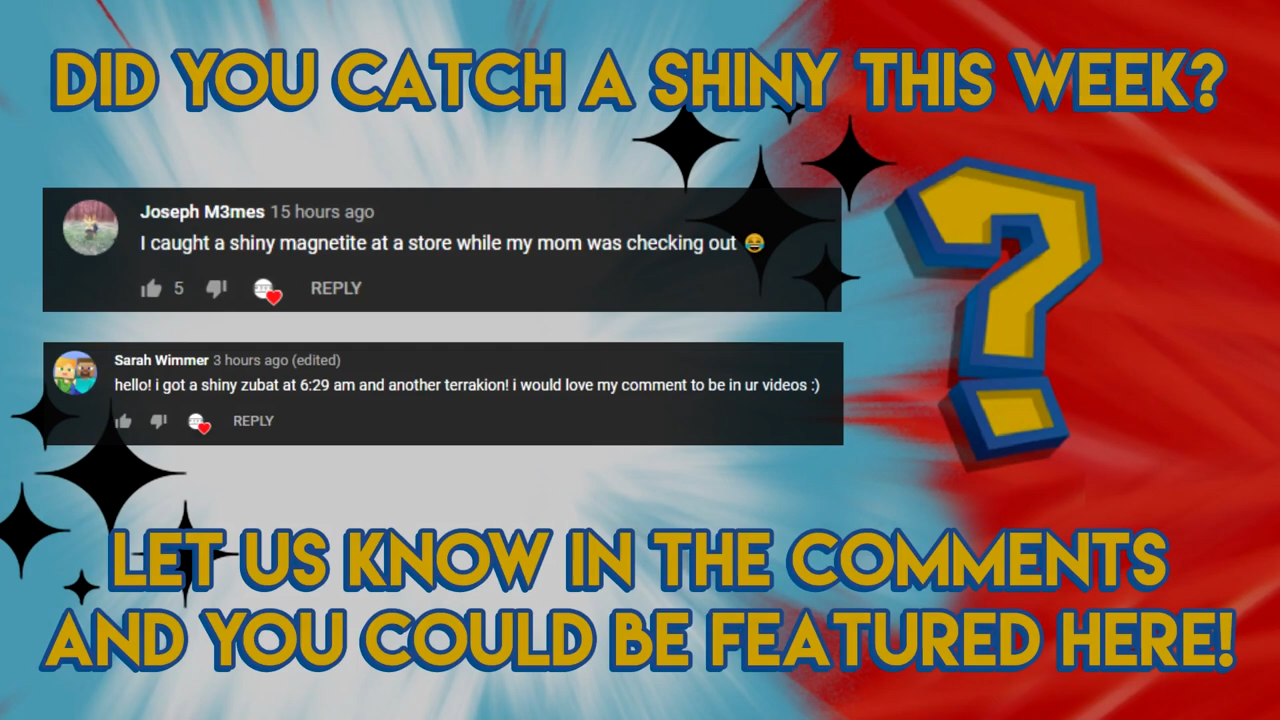 DID YOU CATCH A SHINY THIS WEEK?
Joseph M3mes 15 hours ago
I caught a shiny magnetite at a store while my mom was checking out 😂
5 REPLY
Sarah Wimmer 3 hours ago (edited)
hello! i got a shiny zubat at 6:29 am and another terrakion! i would love my comment to be in ur videos :)
REPLY
?
LET US KNOW IN THE COMMENTS
AND YOU COULD BE FEATURED HERE!